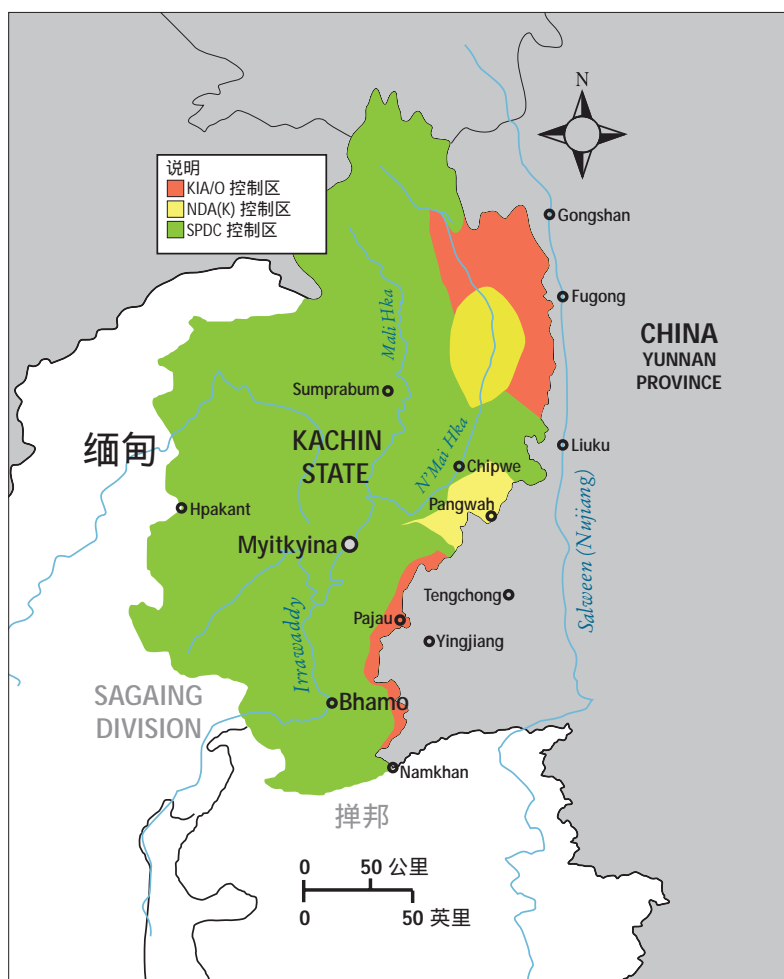 N
说明
KIA/O 控制区
NDA(K) 控制区
SPDC 控制区
Gongshan
Fugong
Mali Hka
CHINA
YUNNAN
PROVINCE
Sumprabum
KACHIN
STATE
N'Mai Hka
缅甸
Liuku
Chipwe
Hpakant
Pangwah
Myitkyina
Salween (Nujiang)
Tengchong
Pajau
Yingjiang
Irrawaddy
SAGAING
DIVISION
Bhamo
Namkhan
掸邦
0 50 公里
0 50 英里